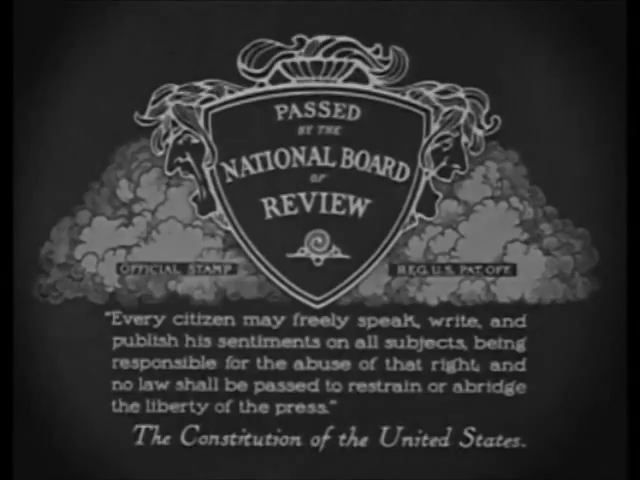 PASSED
BY THE
NATIONAL BOARD
OF
REVIEW
OFFICIAL STAMP
REG. U.S. PAT. OFF.
"Every citizen may freely speak, write, and
publish his sentiments on all subjects, being
responsible for the abuse of that right; and
no law shall be passed to restrain or abridge
the liberty of the press."
The Constitution of the United States.